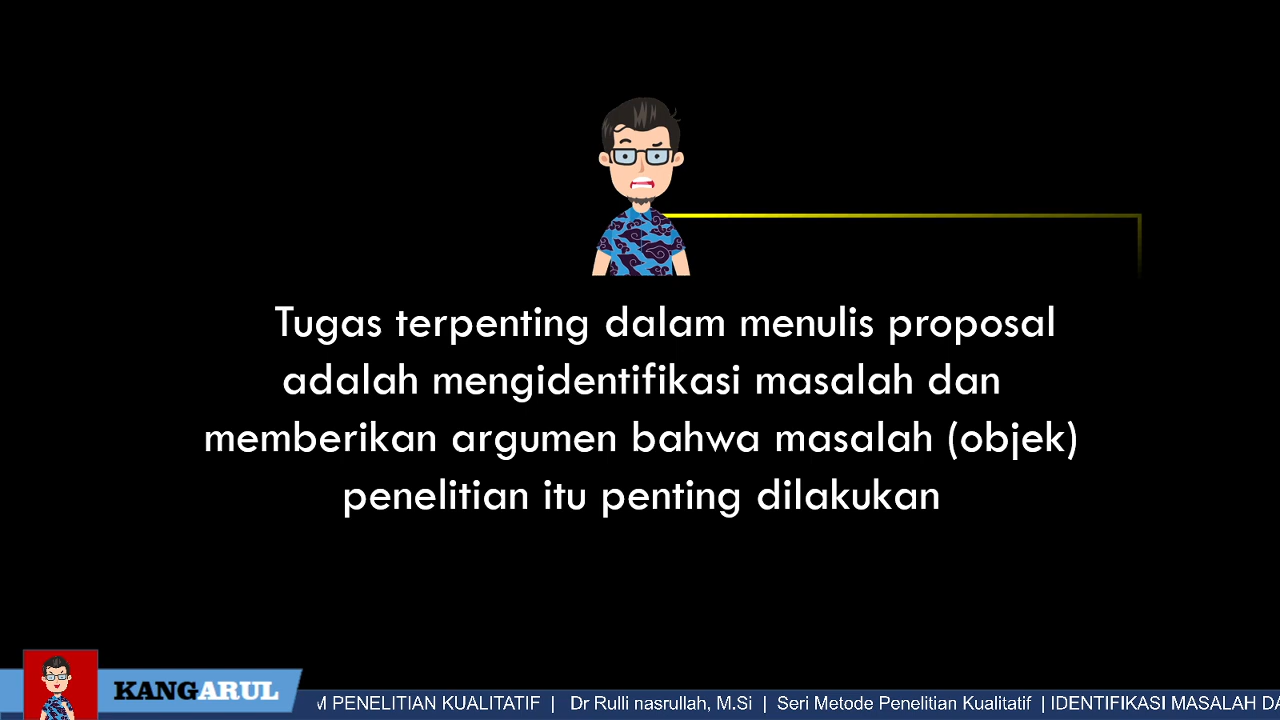 Tugas terpenting dalam menulis proposal
adalah mengidentifikasi masalah dan
memberikan argumen bahwa masalah (objek)
penelitian itu penting dilakukan
KANGARUL
M PENELITIAN KUALITATIF | Dr Rulli nasrullah, M.Si | Seri Metode Penelitian Kualitatif | IDENTIFIKASI MASALAH DA